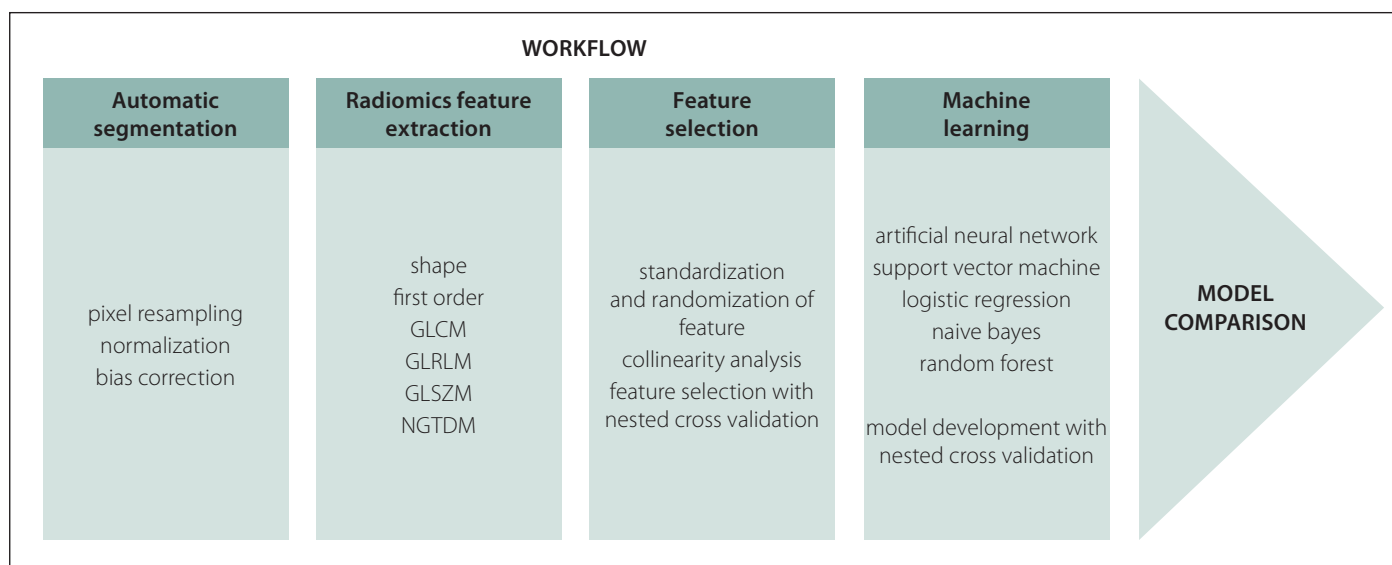 WORKFLOW
Automatic
segmentation
pixel resampling
normalization
bias correction
Radiomics feature
extraction
shape
first order
GLCM
GLRLM
GLSZM
NGTDM
Feature
selection
standardization
and randomization of
feature
collinearity analysis
feature selection with
nested cross validation
Machine
learning
artificial neural network
support vector machine
logistic regression
naive bayes
random forest
model development with
nested cross validation
MODEL
COMPARISON